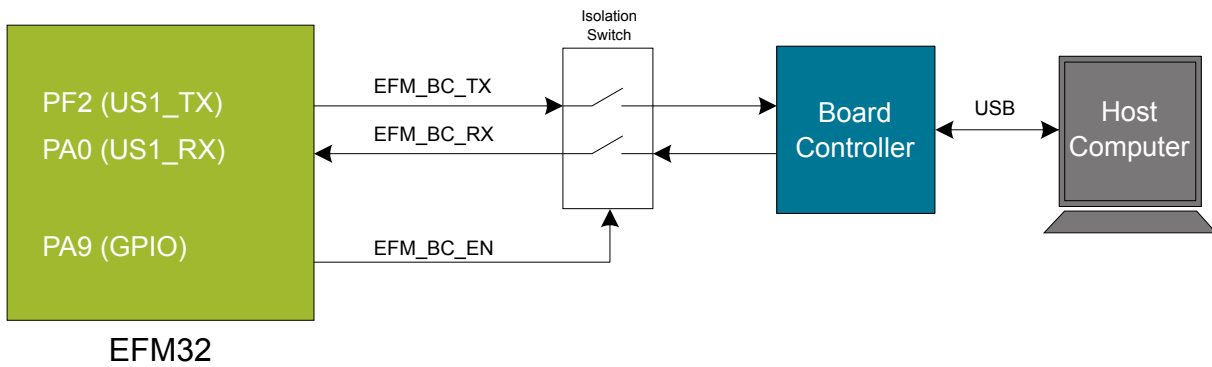 Isolation
Switch
PF2 (US1_TX)
EFM_BC_TX
PA0 (US1_RX)
EFM_BC_RX
PA9 (GPIO)
EFM_BC_EN
Board
Controller
USB
Host
Computer
EFM32